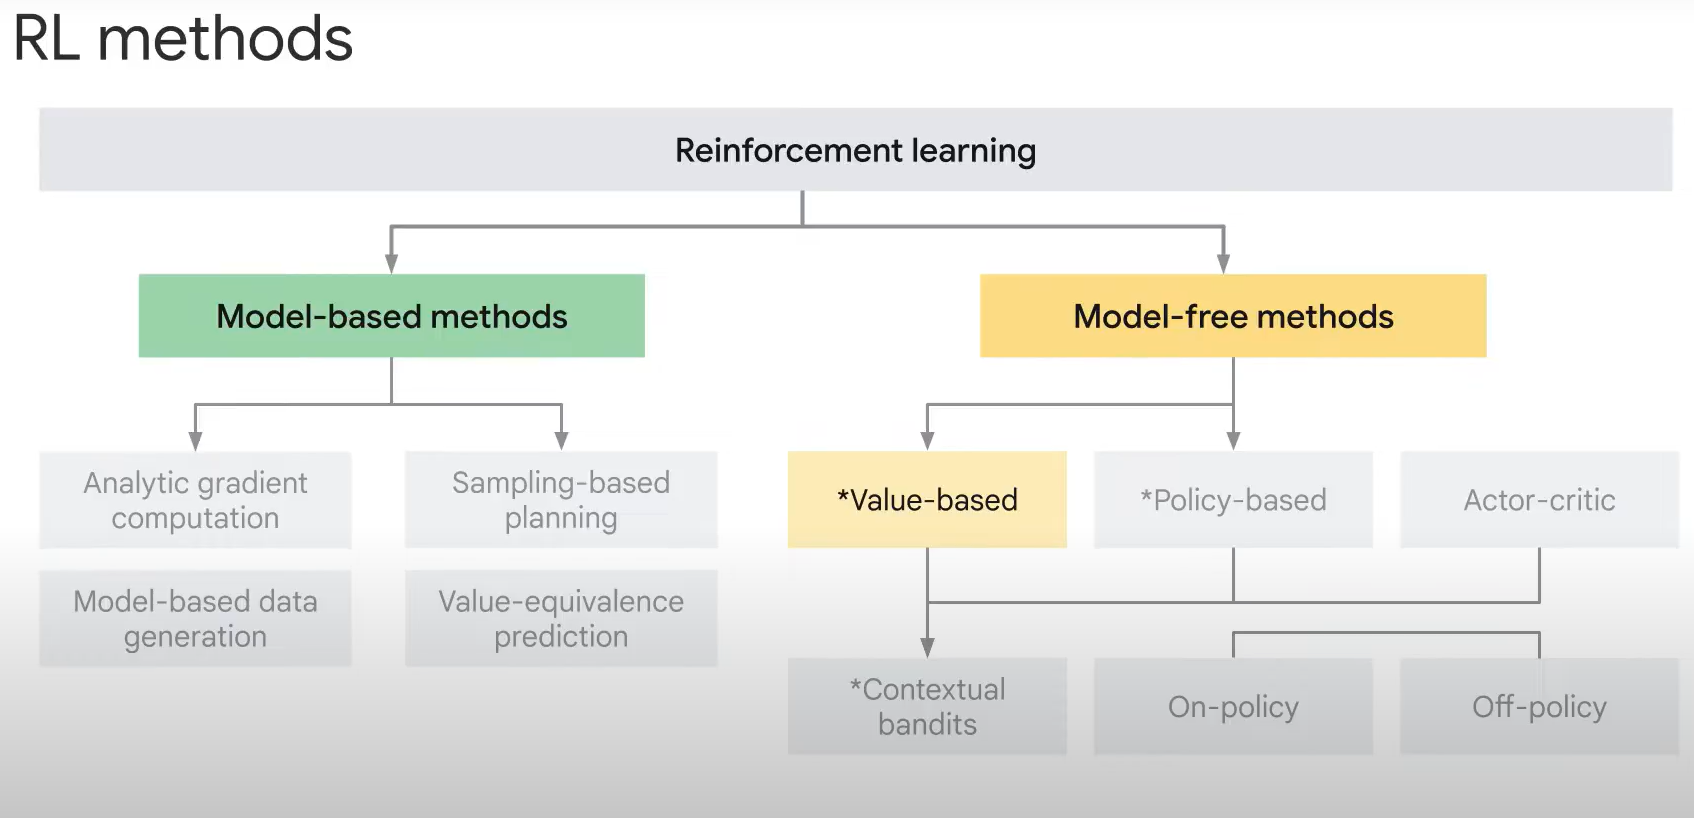 RL methods
Reinforcement learning
Model-based methods
Model-free methods
Analytic gradient
computation
Sampling-based
planning
*Value-based
*Policy-based
Actor-critic
Model-based data
generation
Value-equivalence
prediction
*Contextual
bandits
On-policy
Off-policy